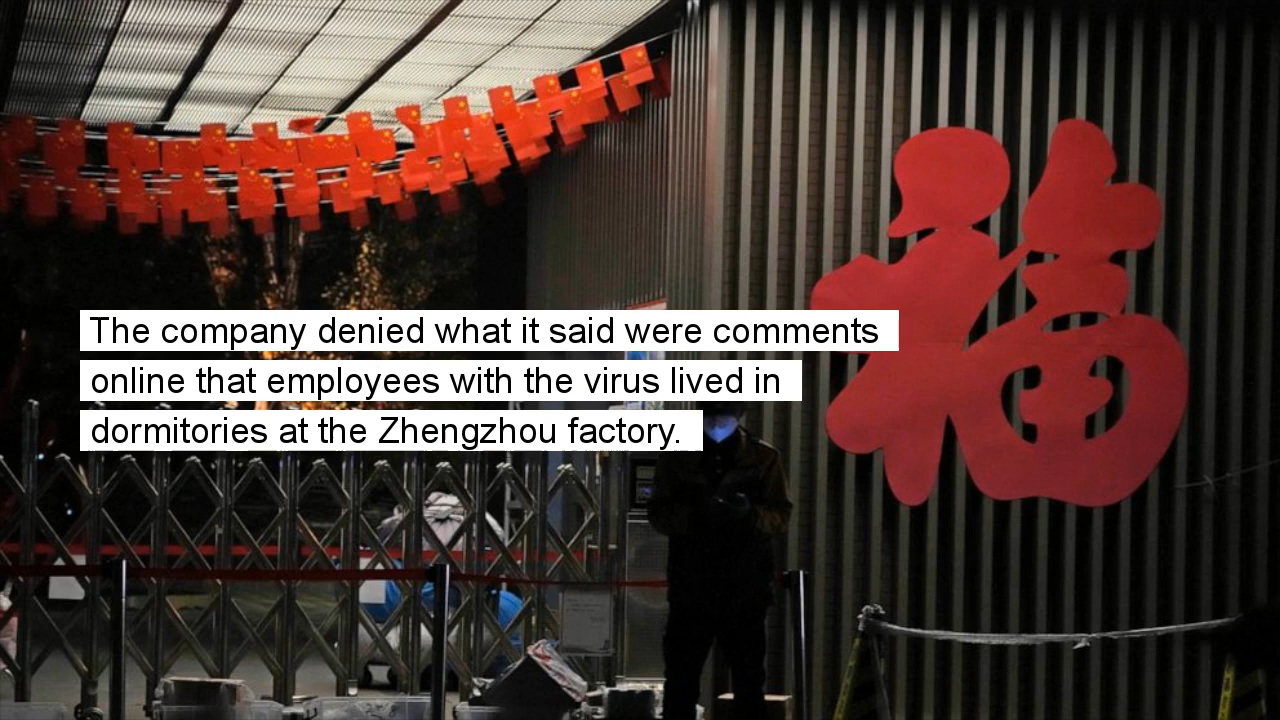 The company denied what it said were comments
online that employees with the virus lived in
dormitories at the Zhengzhou factory.
福